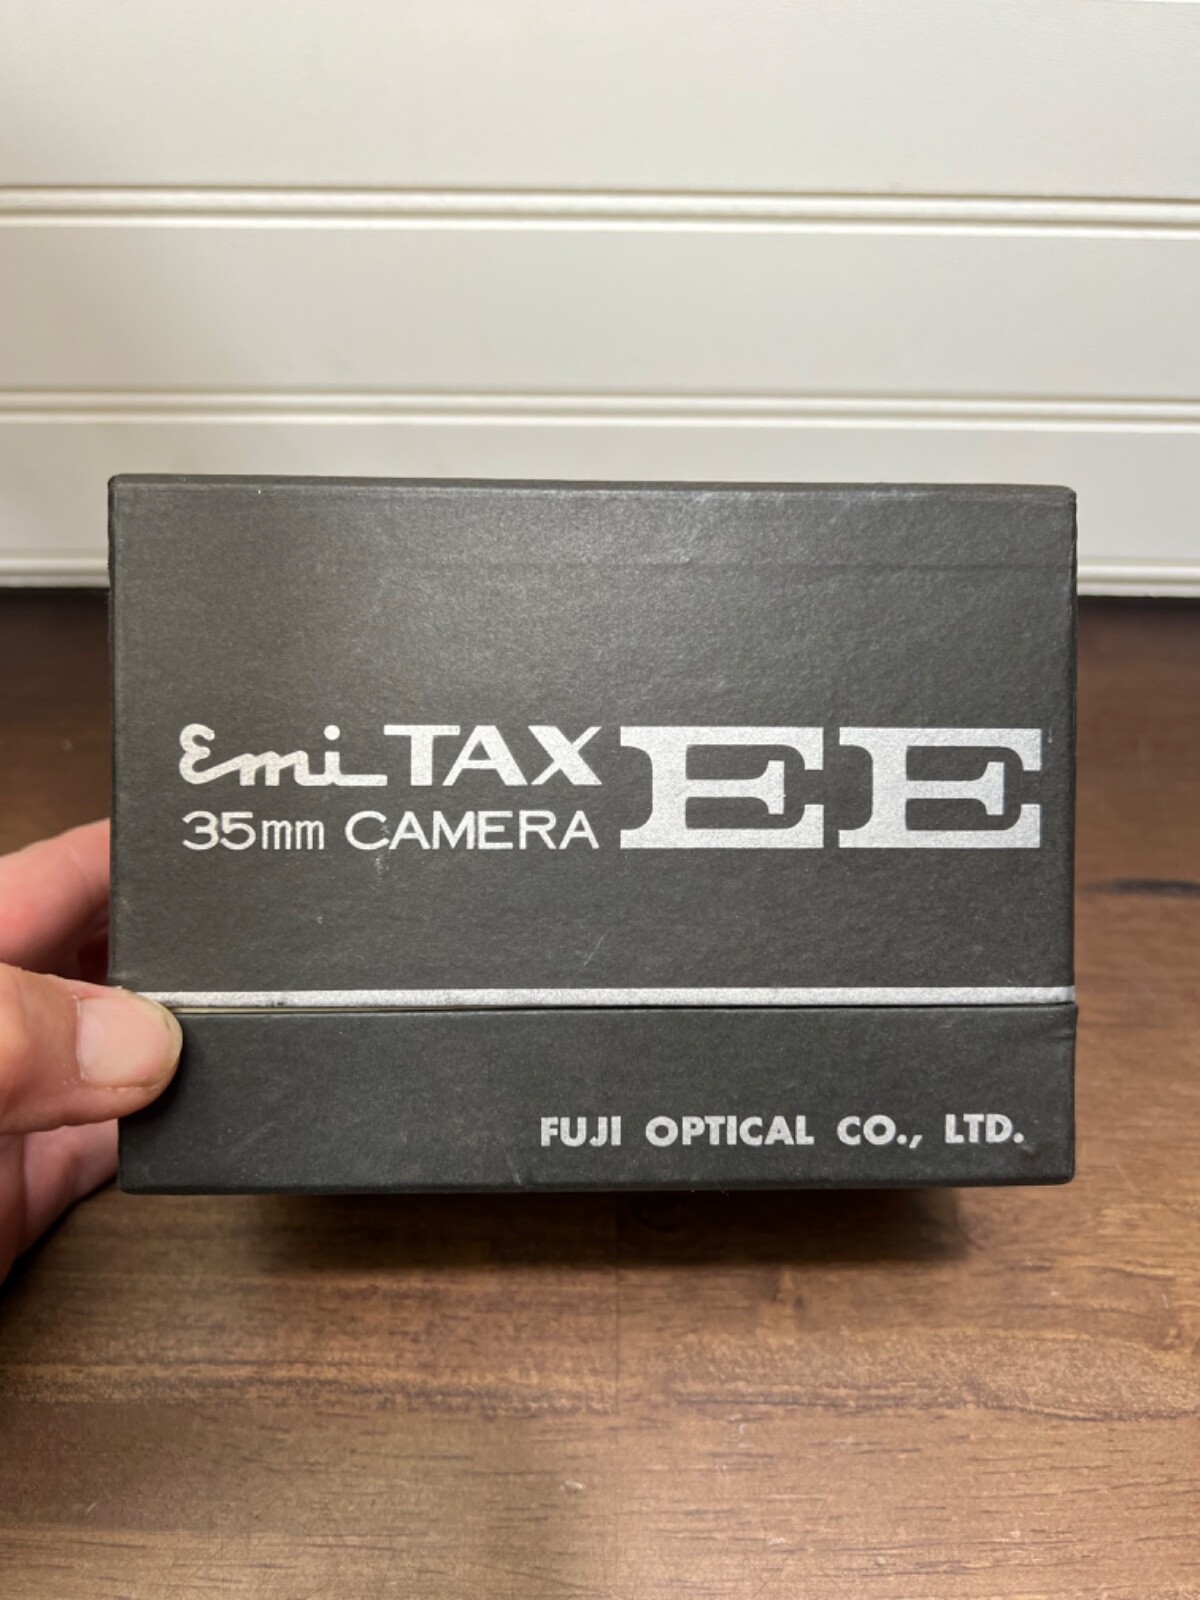 Emi TAX EE
35mm CAMERA
FUJI OPTICAL CO., LTD.